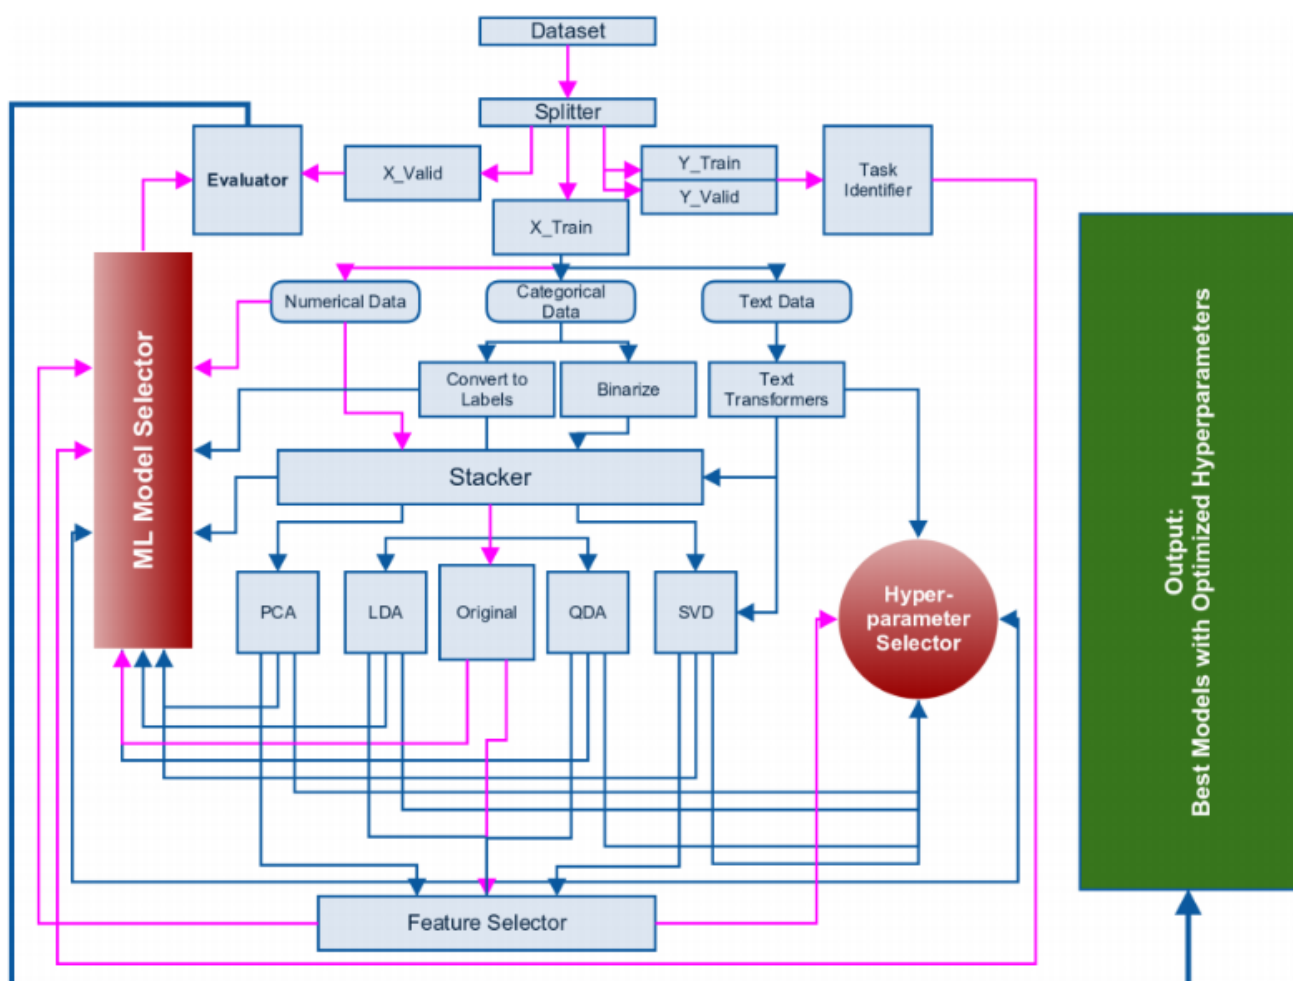 Dataset
Splitter
Evaluator
X_Valid
Y_Train
Y_Valid
Task
Identifier
X_Train
Numerical Data
Categorical
Data
Text Data
ML Model Selector
Convert to
Labels
Binarize
Text
Transformers
Stacker
PCA
LDA
Original
QDA
SVD
Hyper-
parameter
Selector
Feature Selector
Output:
Best Models with Optimized Hyperparameters